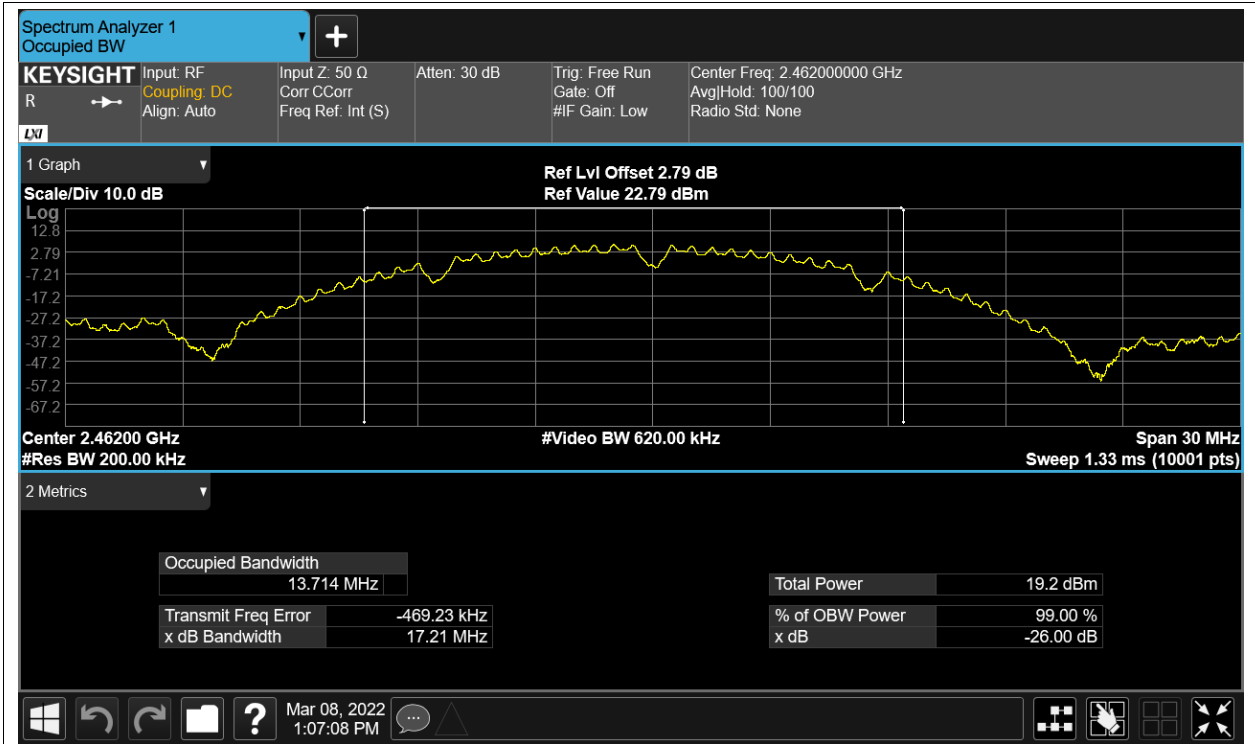 Spectrum Analyzer 1
Occupied BW
KEYSIGHT
R
LXI
Input: RF
Coupling: DC
Align: Auto
Input Z: 50 Ω
Corr CCorr
Freq Ref: Int (S)
Atten: 30 dB
Trig: Free Run
Gate: Off
#IF Gain: Low
Center Freq: 2.462000000 GHz
Avg|Hold: 100/100
Radio Std: None
1 Graph
Scale/Div 10.0 dB
Ref Lvl Offset 2.79 dB
Ref Value 22.79 dBm
Log
12.8
2.79
-7.21
-17.2
-27.2
-37.2
-47.2
-57.2
-67.2
Center 2.46200 GHz
#Video BW 620.00 kHz
Span 30 MHz
#Res BW 200.00 kHz
Sweep 1.33 ms (10001 pts)
2 Metrics
Occupied Bandwidth
13.714 MHz
Total Power 19.2 dBm
Transmit Freq Error -469.23 kHz
% of OBW Power 99.00 %
x dB Bandwidth 17.21 MHz
x dB -26.00 dB
?
Mar 08, 2022
1:07:08 PM